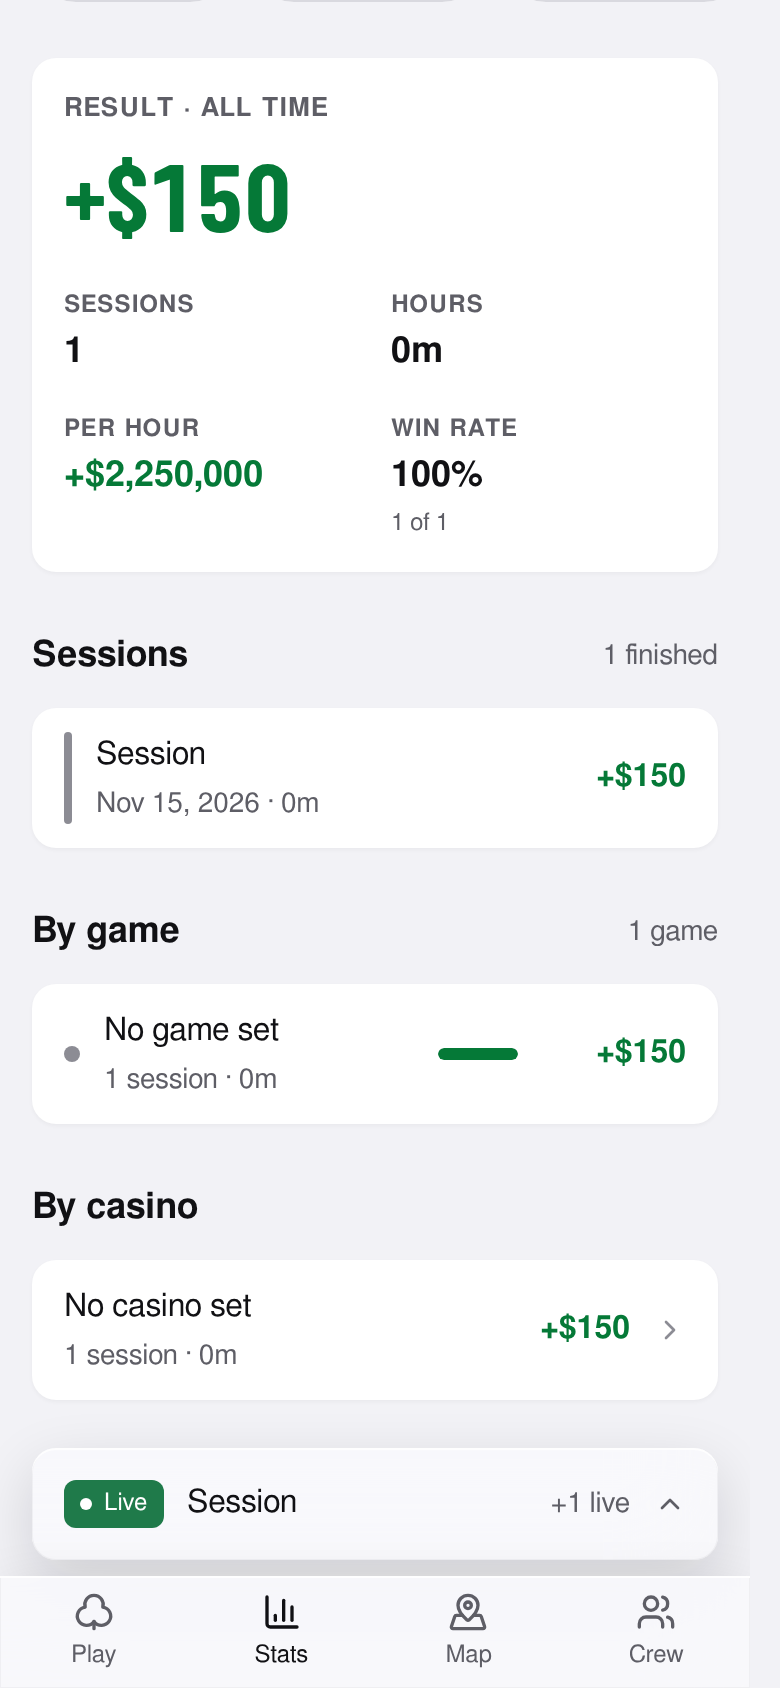 RESULT · ALL TIME
+$150
SESSIONS
1
HOURS
0m
PER HOUR
+$2,250,000
WIN RATE
100%
1 of 1
Sessions
1 finished
Session
Nov 15, 2026 · 0m
+$150
By game
1 game
No game set
1 session · 0m
+$150
By casino
No casino set
1 session · 0m
+$150
Live
Session
+1 live
Play
Stats
Map
Crew